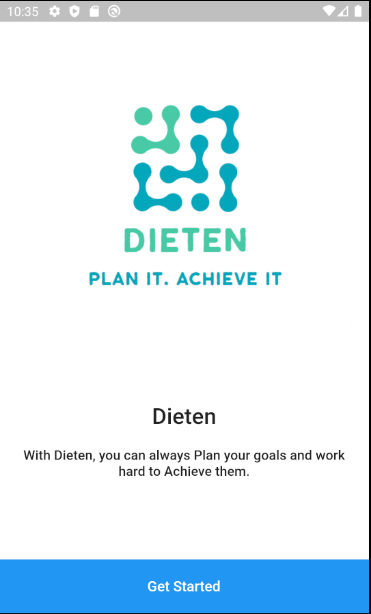 10:35
DIETEN
PLAN IT. ACHIEVE IT
Dieten
With Dieten, you can always Plan your goals and work
hard to Achieve them.
Get Started